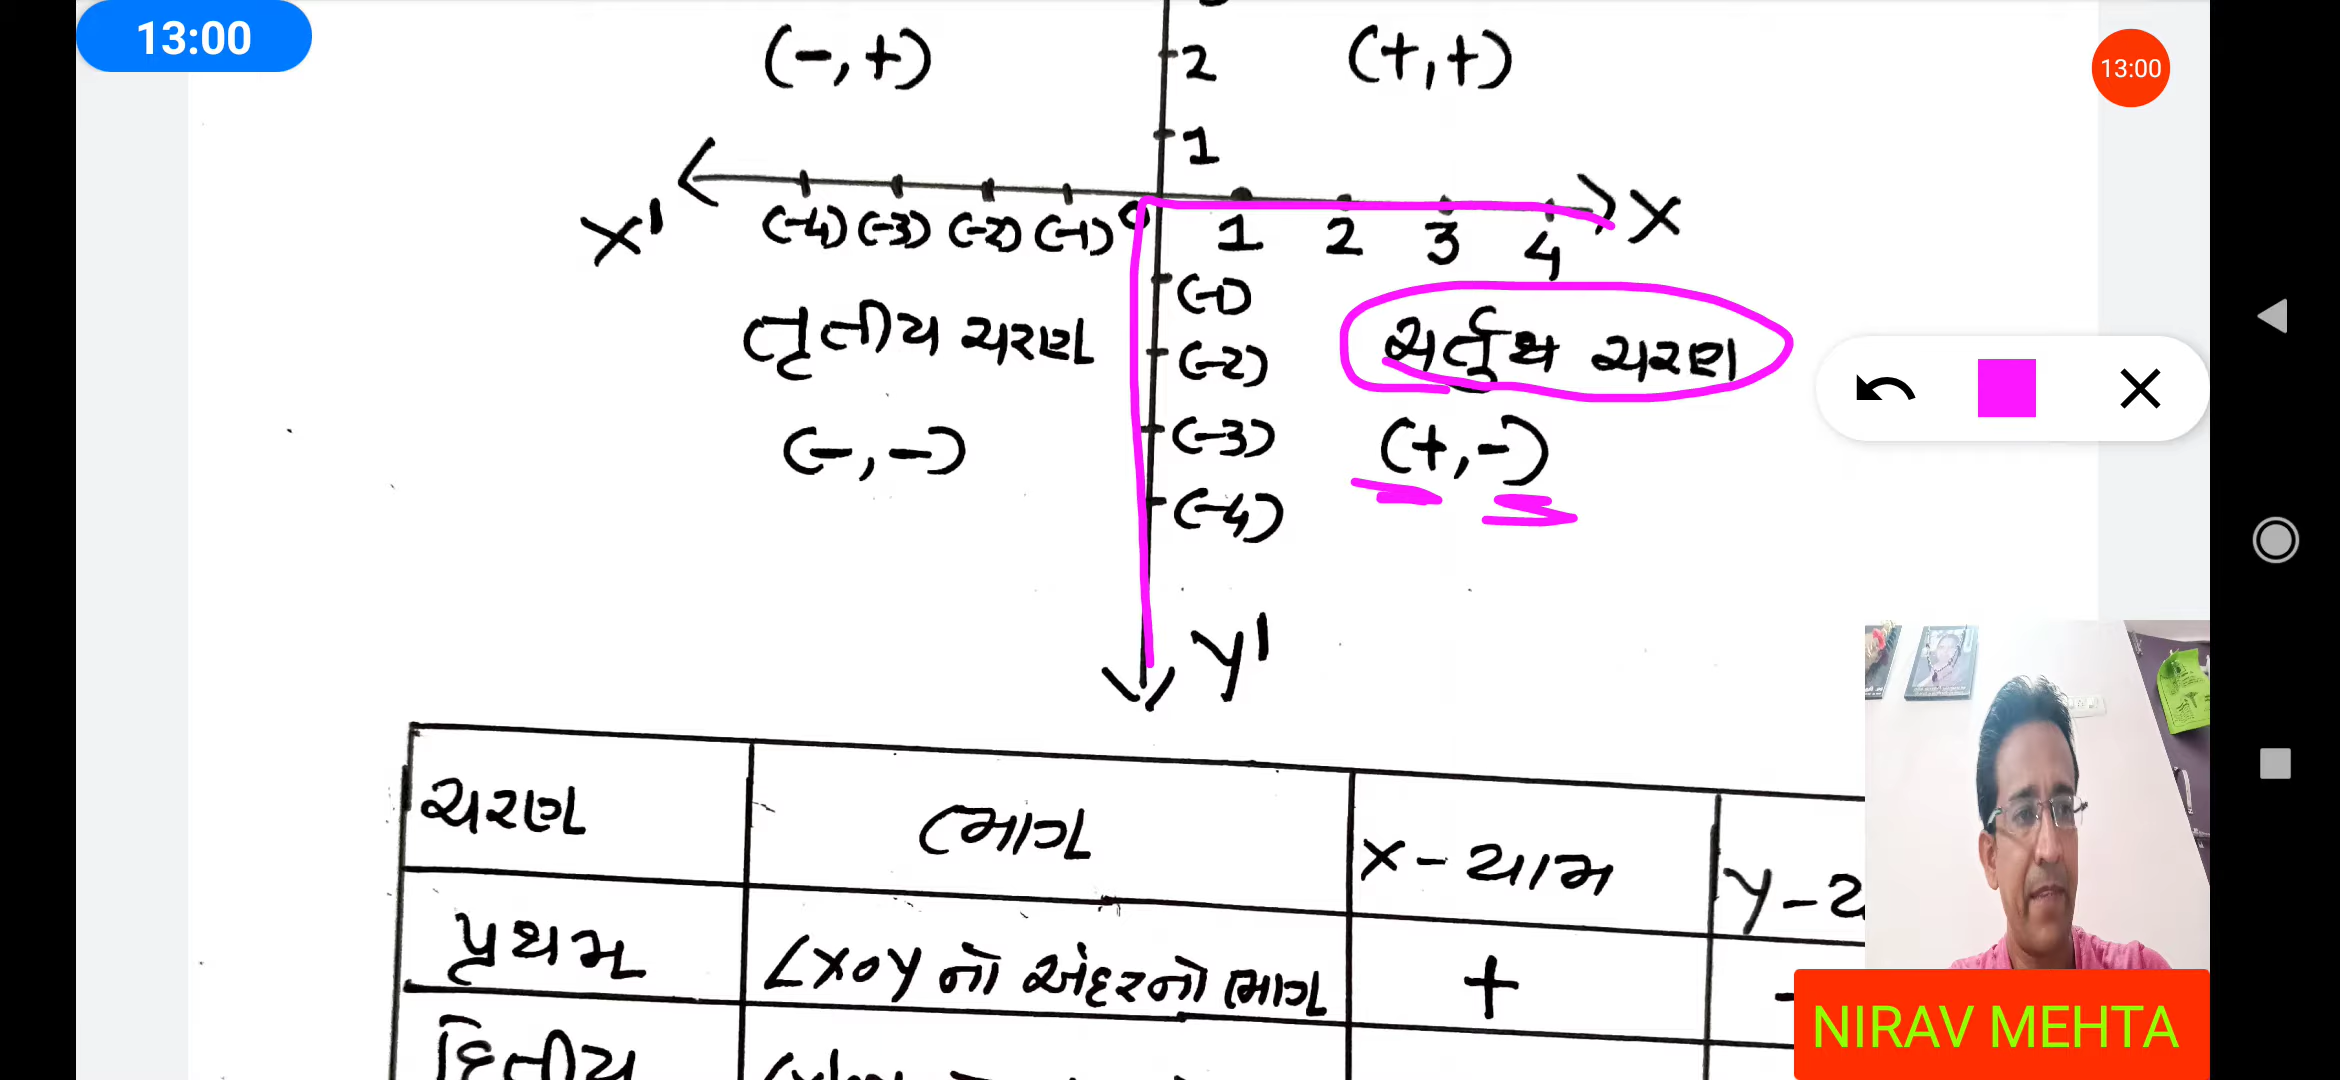 13:00
13:00
(-,+) 2 (+,+)
1
X' (-4) (-3) (-2) (-1) 0 1 2 3 4 X
(-1)
તૃતીય ચરણ (-2) ચર્તુથ ચરણ
(-,-) (-3) (+,-)
(-4)
Y'
ચરણ ભાગ X-યામ Y-ય
પ્રથમ ∠XOY નો અંદરનો ભાગ +
દ્વિતીય
NIRAV MEHTA